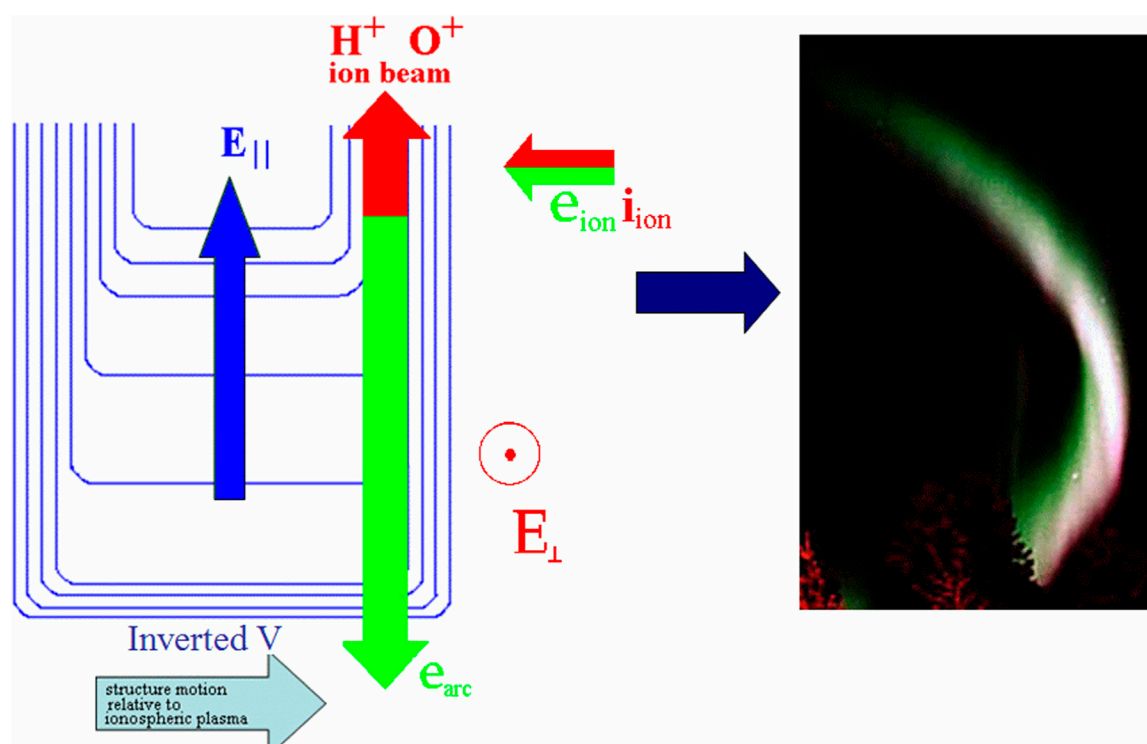 H⁺ O⁺
ion beam
E||
eion iion
E⊥
Inverted V
earc
structure motion
relative to
ionospheric plasma